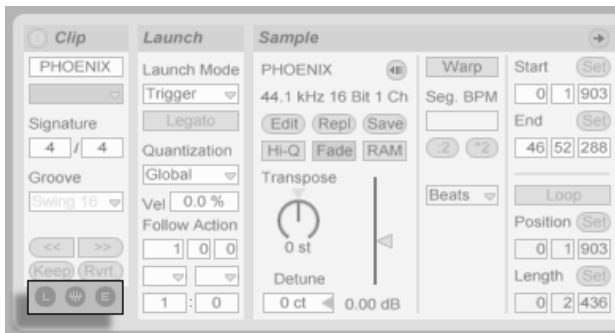 Clip
PHOENIX
Signature
4 / 4
Groove
Swing 16
<< >>
Keep Rvrt.
L E
Launch
Launch Mode
Trigger
Legato
Quantization
Global
Vel 0.0 %
Follow Action
1 0 0
1 : 0
Sample
PHOENIX
44.1 kHz 16 Bit 1 Ch
Edit Repl Save
Hi-Q Fade RAM
Transpose
0 st
Detune
0 ct 0.00 dB
Warp
Seg. BPM
:2 *2
Beats
Start Set
0 1 903
End Set
46 52 288
Loop
Position Set
0 1 903
Length Set
0 2 436